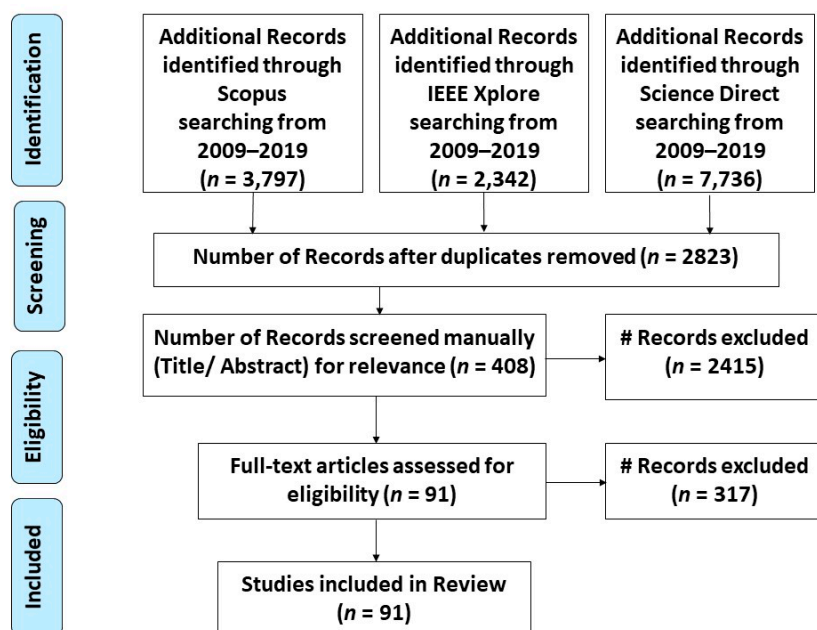 Identification
Additional Records
identified through
Scopus
searching from
2009–2019
(n = 3,797)
Additional Records
identified through
IEEE Xplore
searching from
2009–2019
(n = 2,342)
Additional Records
identified through
Science Direct
searching from
2009–2019
(n = 7,736)
Screening
Number of Records after duplicates removed (n = 2823)
Number of Records screened manually
(Title/ Abstract) for relevance (n = 408)
# Records excluded
(n = 2415)
Eligibility
Full-text articles assessed for
eligibility (n = 91)
# Records excluded
(n = 317)
Included
Studies included in Review
(n = 91)